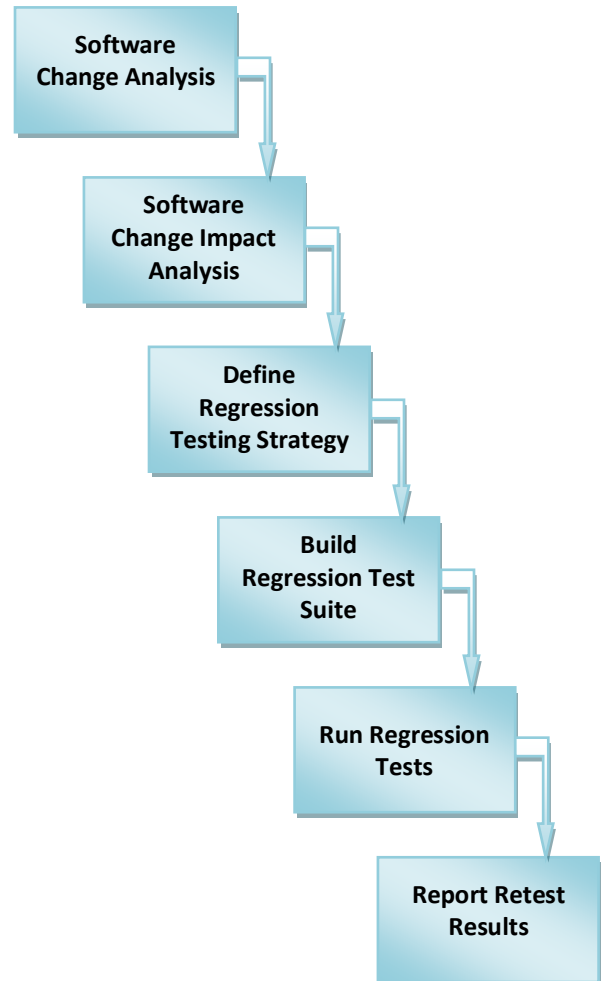 Software
Change Analysis
Software
Change Impact
Analysis
Define
Regression
Testing Strategy
Build
Regression Test
Suite
Run Regression
Tests
Report Retest
Results